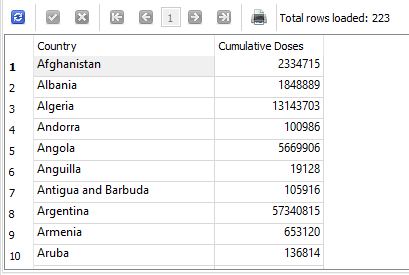 1 Total rows loaded: 223
Country Cumulative Doses
1 Afghanistan 2334715
2 Albania 1848889
3 Algeria 13143703
4 Andorra 100986
5 Angola 5669906
6 Anguilla 19128
7 Antigua and Barbuda 105916
8 Argentina 57340815
9 Armenia 653120
10 Aruba 136814